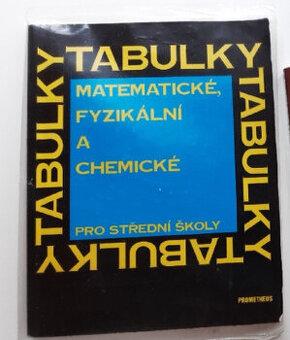 TABULKY
TABULKY
TABULKY
MATEMATICKÉ,
FYZIKÁLNÍ
A
CHEMICKÉ
PRO STŘEDNÍ ŠKOLY
TABULKY
PROMETHEUS